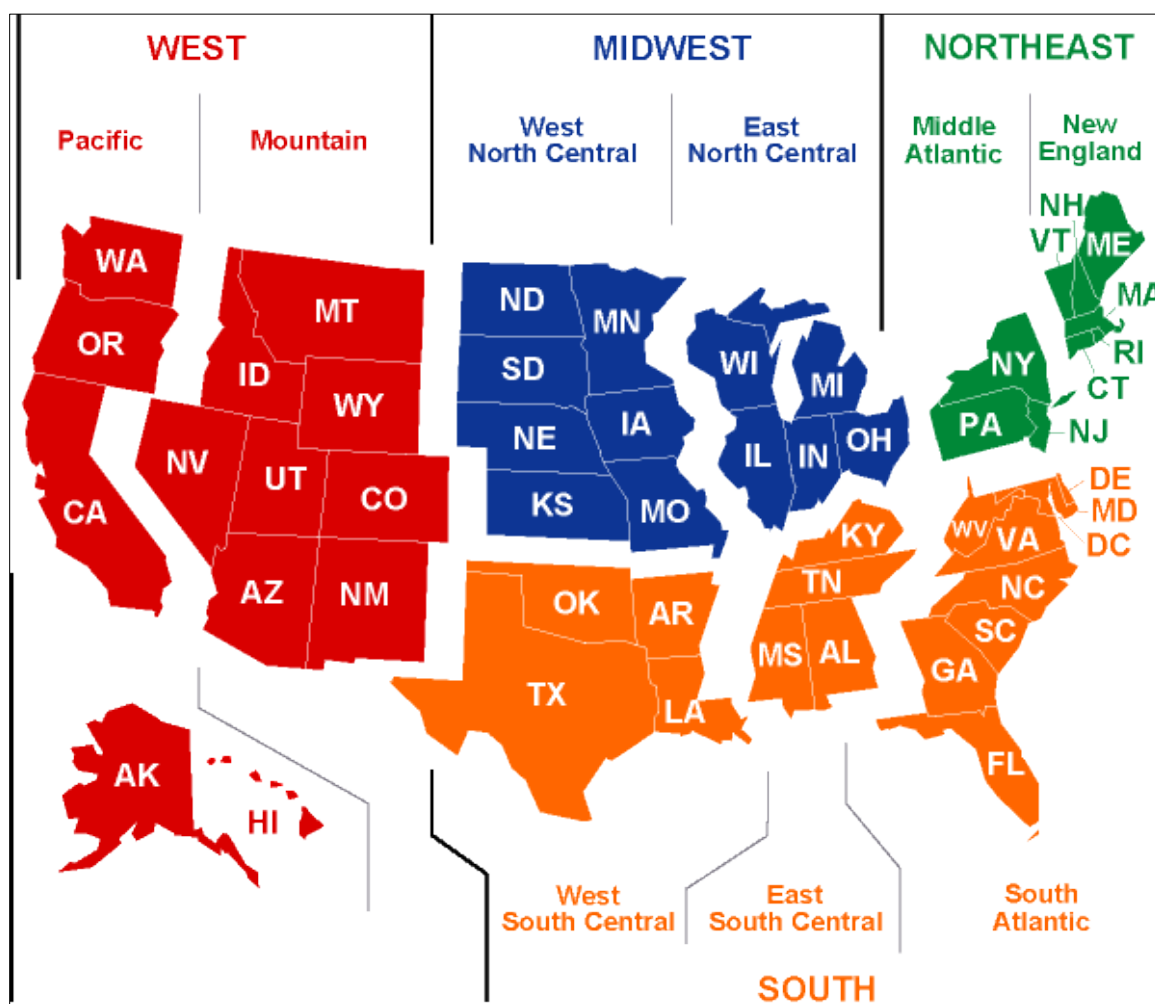 WEST
MIDWEST
NORTHEAST
Pacific
Mountain
West
North Central
East
North Central
Middle
Atlantic
New
England
WA
OR
CA
MT
ID
WY
NV
UT
CO
AZ
NM
AK
HI
ND
SD
NE
KS
MN
IA
MO
WI
MI
IL
IN
OH
NH
VT
ME
MA
RI
CT
NY
PA
NJ
DE
MD
DC
WV
VA
NC
SC
GA
FL
KY
TN
MS
AL
OK
AR
TX
LA
West
South Central
East
South Central
South
Atlantic
SOUTH